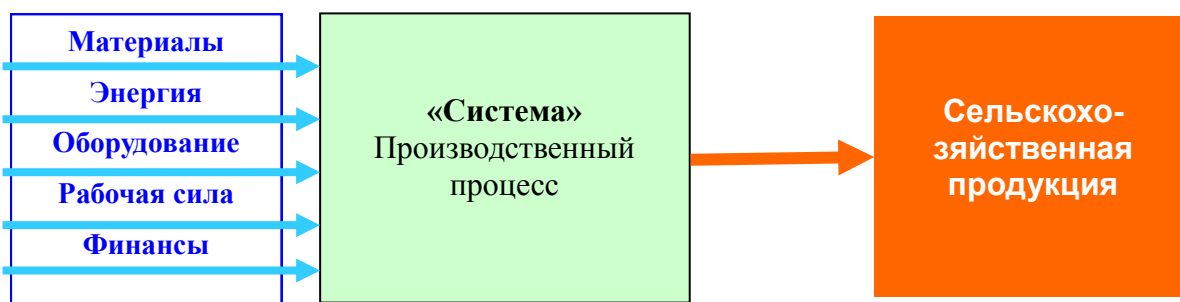 Материалы
Энергия
Оборудование
Рабочая сила
Финансы
«Система»
Производственный
процесс
Сельскохо-
зяйственная
продукция